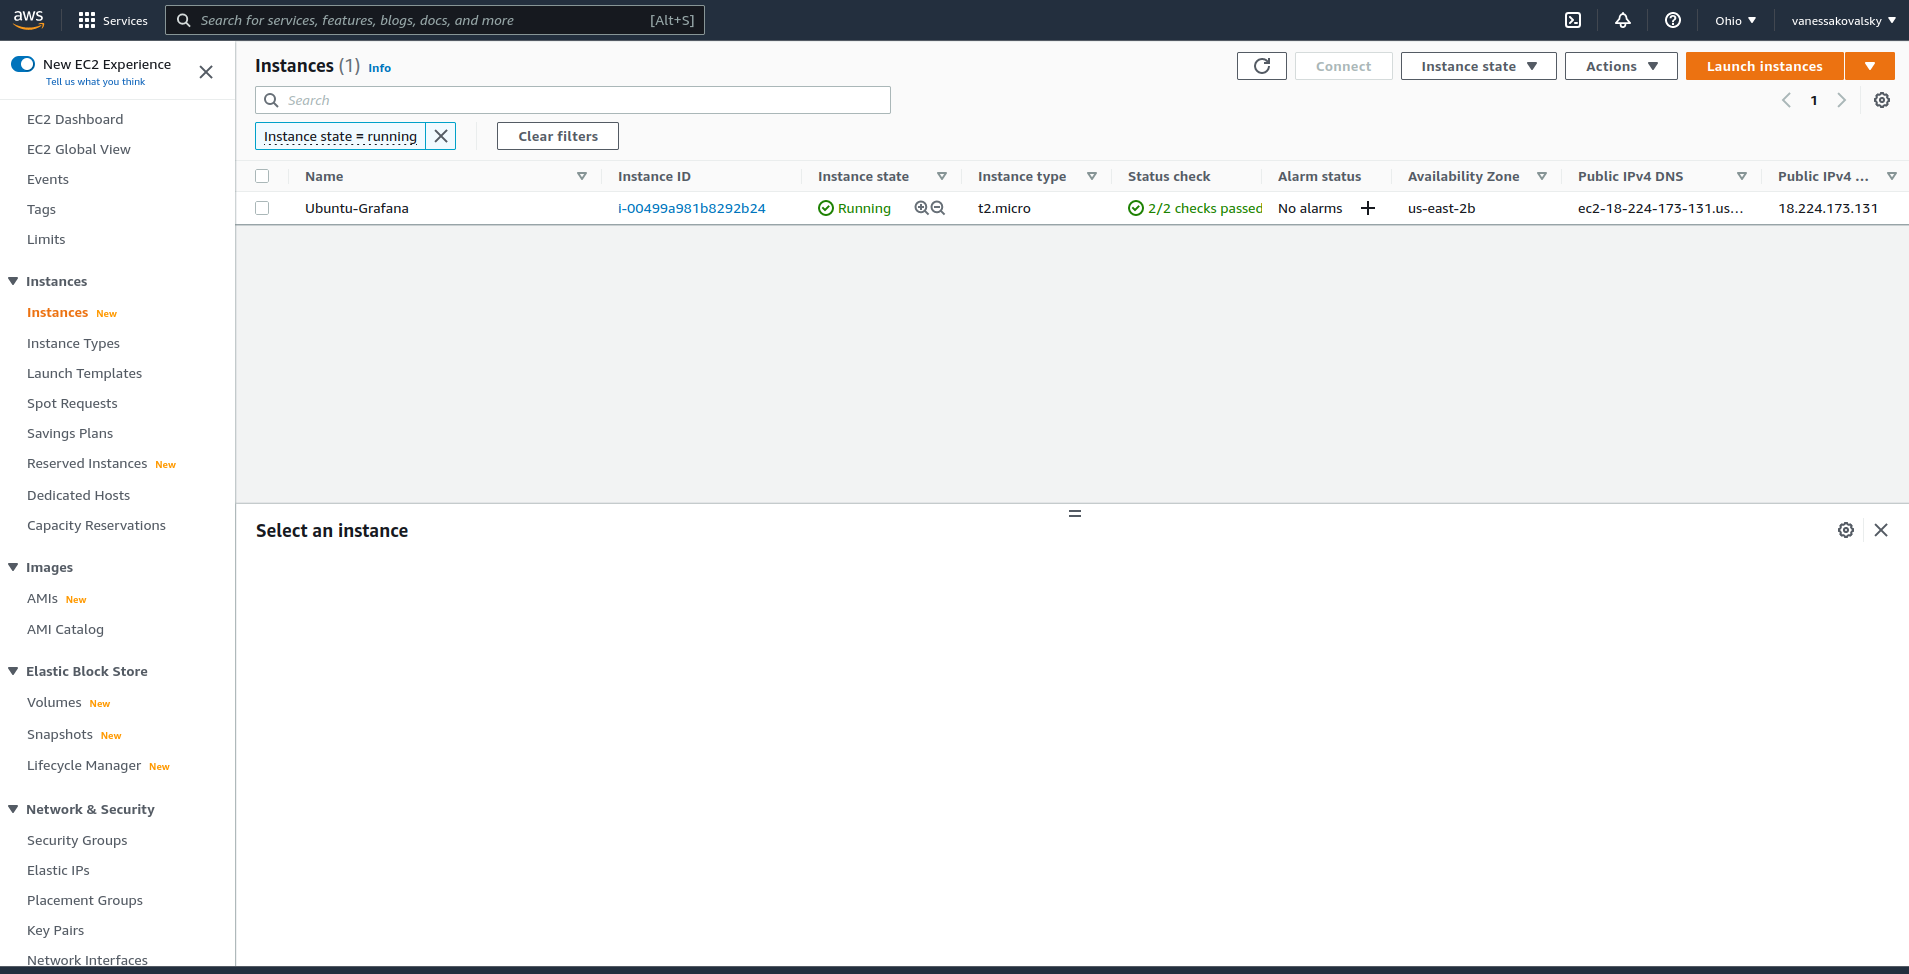 aws
Services
Search for services, features, blogs, docs, and more [Alt+S]
Ohio
vanessakovalsky
New EC2 Experience
Tell us what you think
EC2 Dashboard
EC2 Global View
Events
Tags
Limits
Instances
Instances New
Instance Types
Launch Templates
Spot Requests
Savings Plans
Reserved Instances New
Dedicated Hosts
Capacity Reservations
Images
AMIs New
AMI Catalog
Elastic Block Store
Volumes New
Snapshots New
Lifecycle Manager New
Network & Security
Security Groups
Elastic IPs
Placement Groups
Key Pairs
Network Interfaces
Instances (1) Info
Connect
Instance state
Actions
Launch instances
Search
1
Instance state = running
Clear filters
Name Instance ID Instance state Instance type Status check Alarm status Availability Zone Public IPv4 DNS Public IPv4 ...
Ubuntu-Grafana i-00499a981b8292b24 Running t2.micro 2/2 checks passed No alarms us-east-2b ec2-18-224-173-131.us... 18.224.173.131
Select an instance